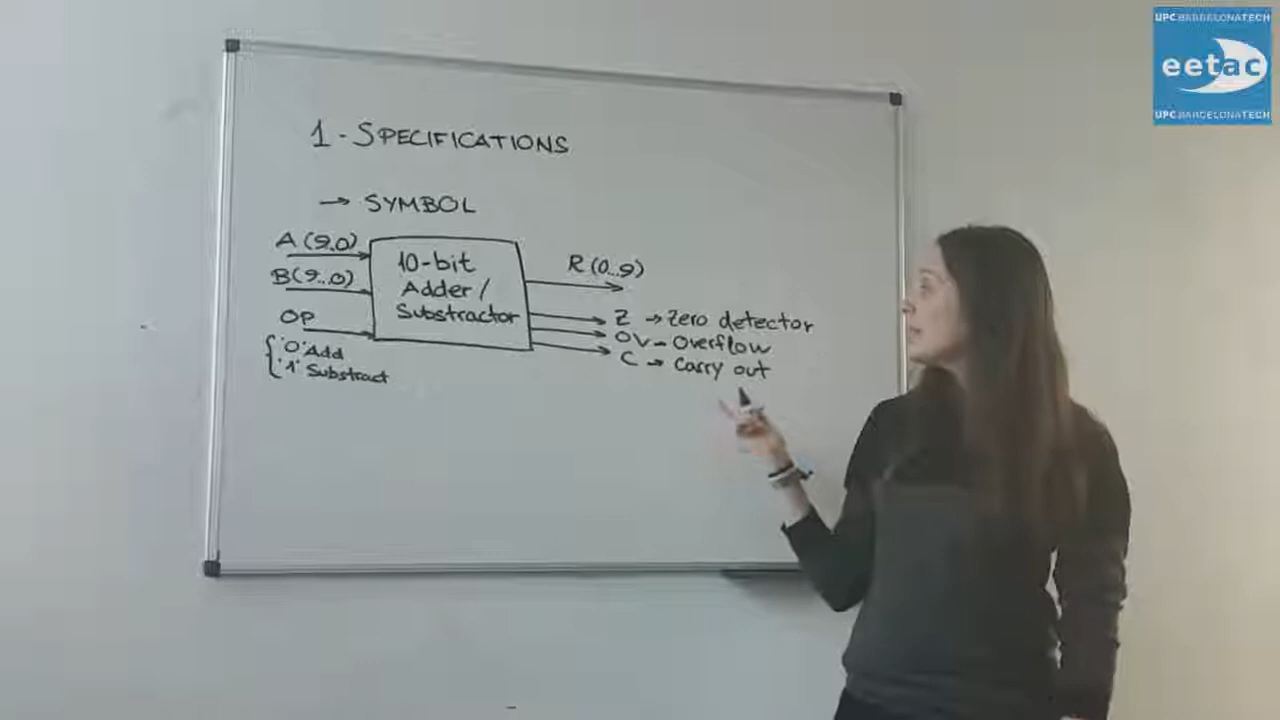 1 - SPECIFICATIONS
→ SYMBOL
A (9..0)
B (9...0)
OP
'0' Add
'1' Substract
10-bit
Adder /
Substractor
R (0...9)
Z → Zero detector
OV → Overflow
C → Carry out
UPC BARCELONATECH
eetac
UPC BARCELONATECH